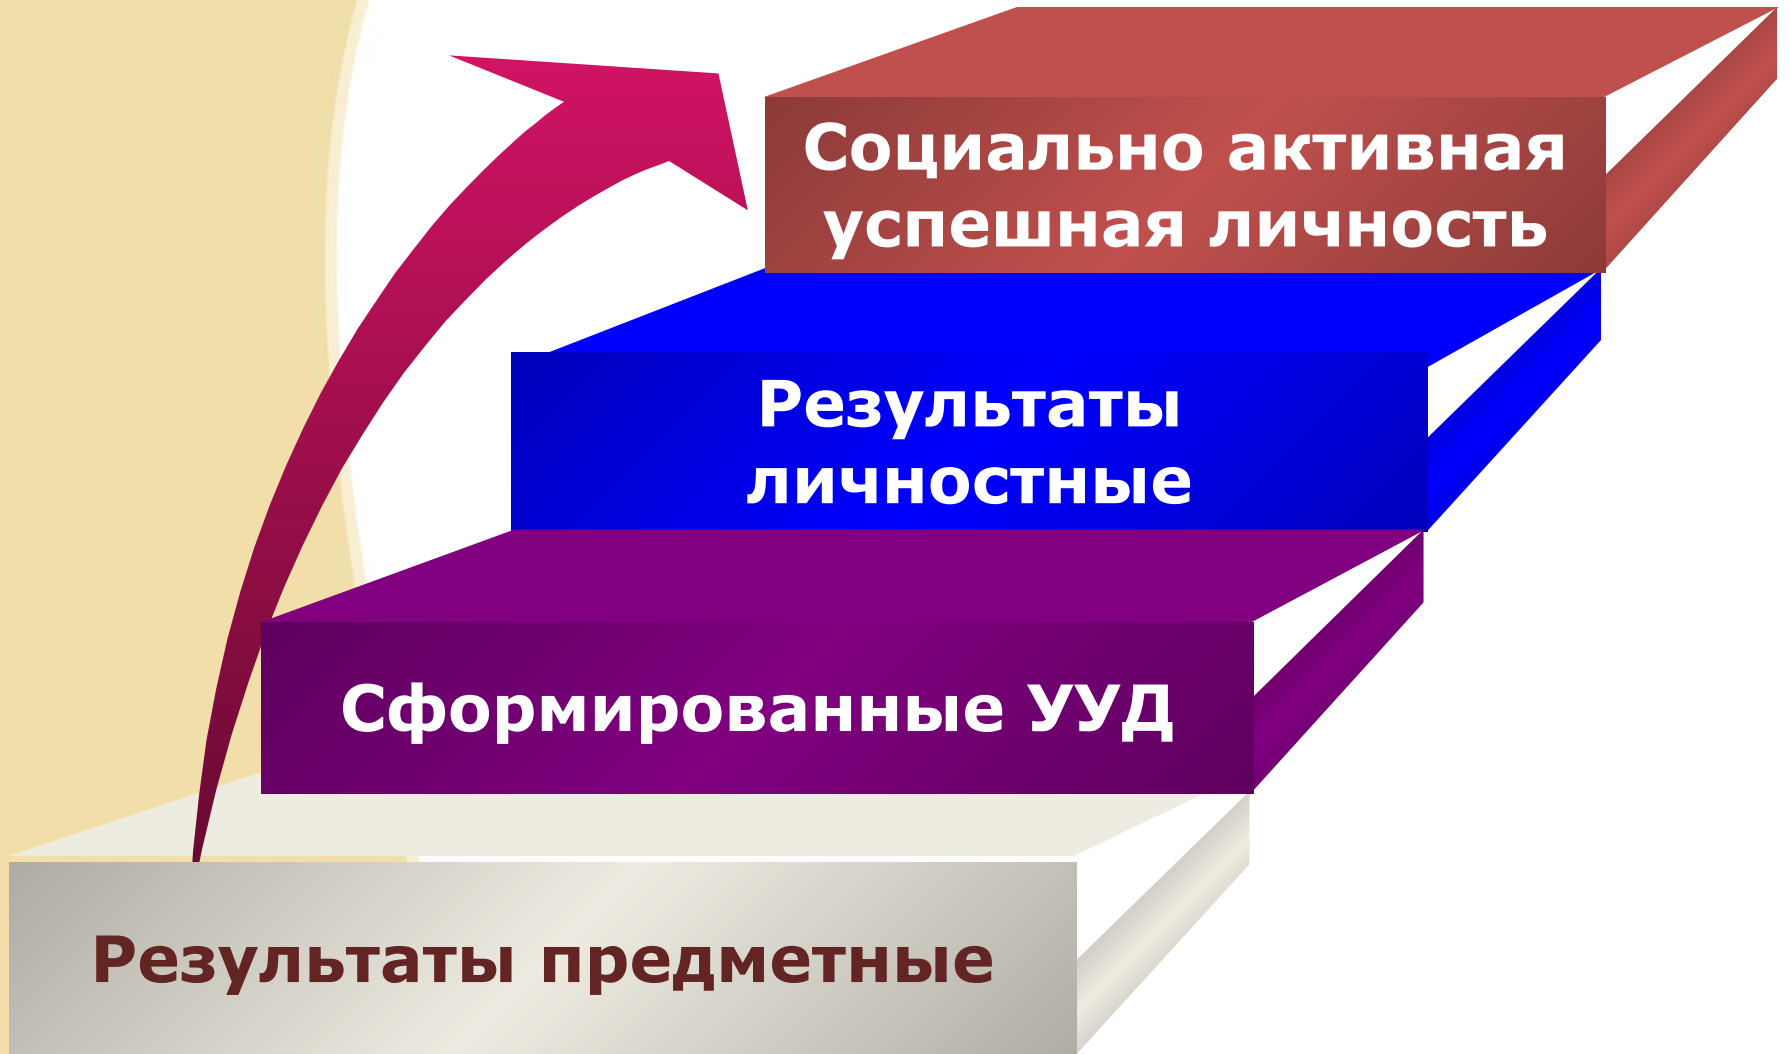 Социально активная
успешная личность
Результаты
личностные
Сформированные УУД
Результаты предметные